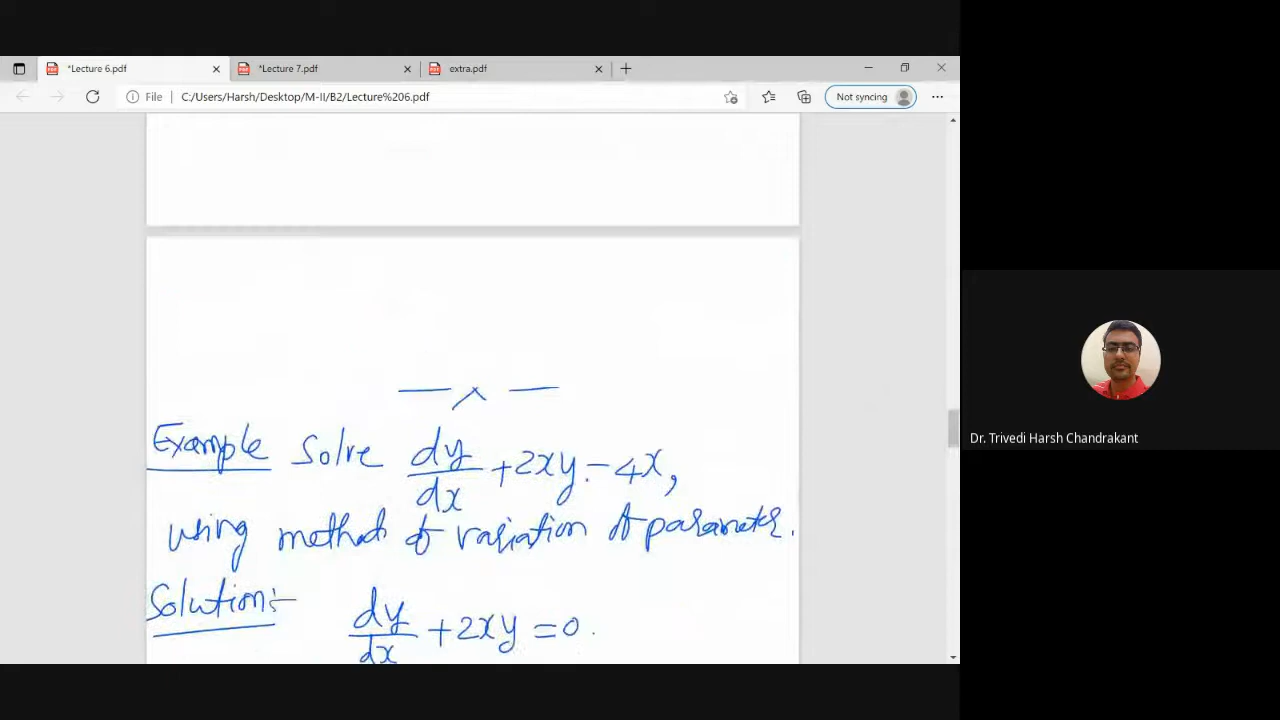 *Lecture 6.pdf
*Lecture 7.pdf
extra.pdf
File
C:/Users/Harsh/Desktop/M-II/B2/Lecture%206.pdf
Not syncing
Example Solve dy/dx + 2xy = 4x,
using method of variation of parameter.
Solution:-
dy/dx + 2xy = 0.
Dr. Trivedi Harsh Chandrakant